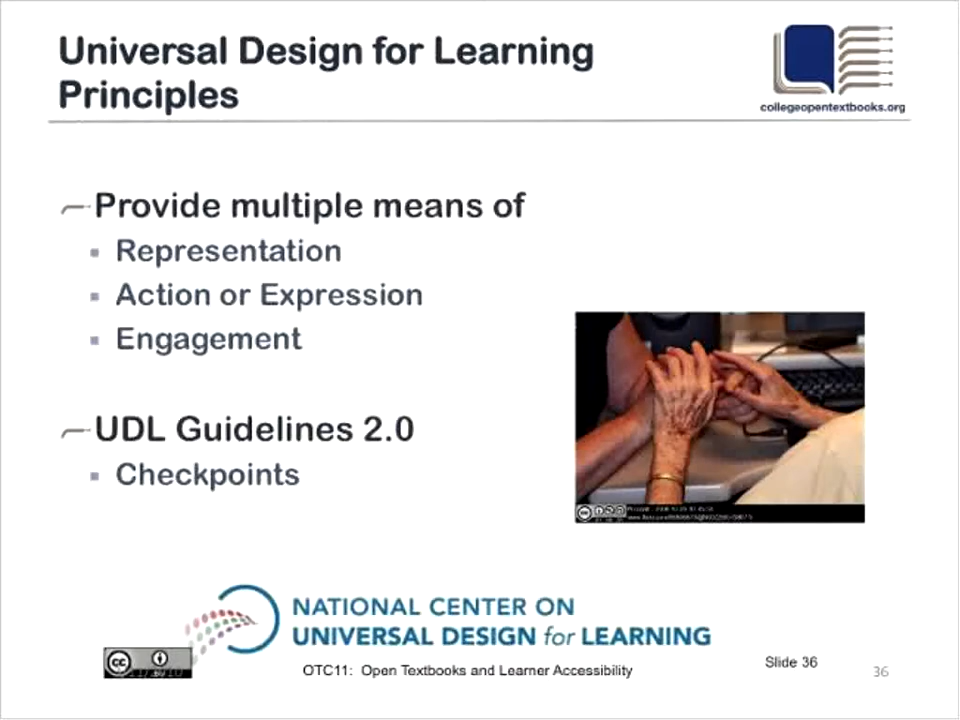 Universal Design for Learning
Principles
collegeopentextbooks.org
Provide multiple means of
Representation
Action or Expression
Engagement
UDL Guidelines 2.0
Checkpoints
NATIONAL CENTER ON
UNIVERSAL DESIGN for LEARNING
cc
OTC11: Open Textbooks and Learner Accessibility
Slide 36
36